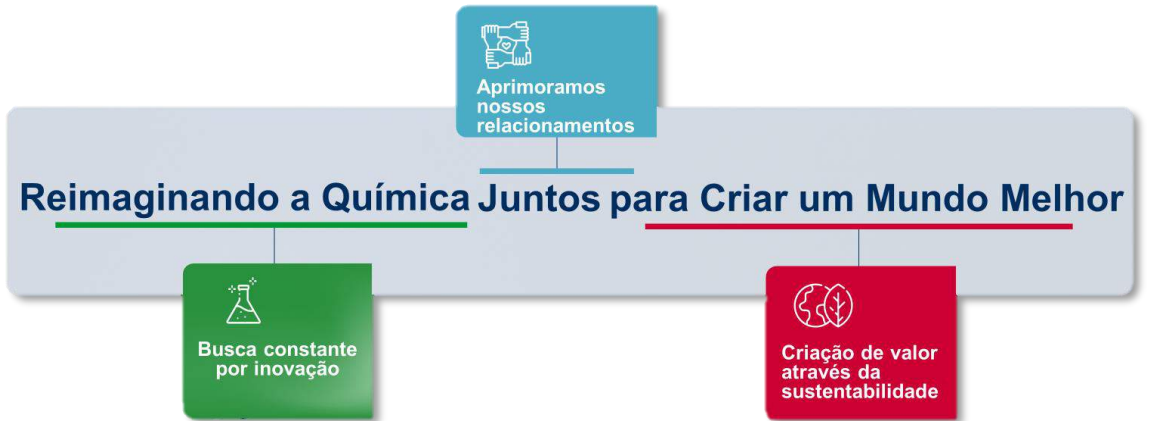 Aprimoramos
nossos
relacionamentos
Reimaginando a Química Juntos para Criar um Mundo Melhor
Busca constante
por inovação
Criação de valor
através da
sustentabilidade